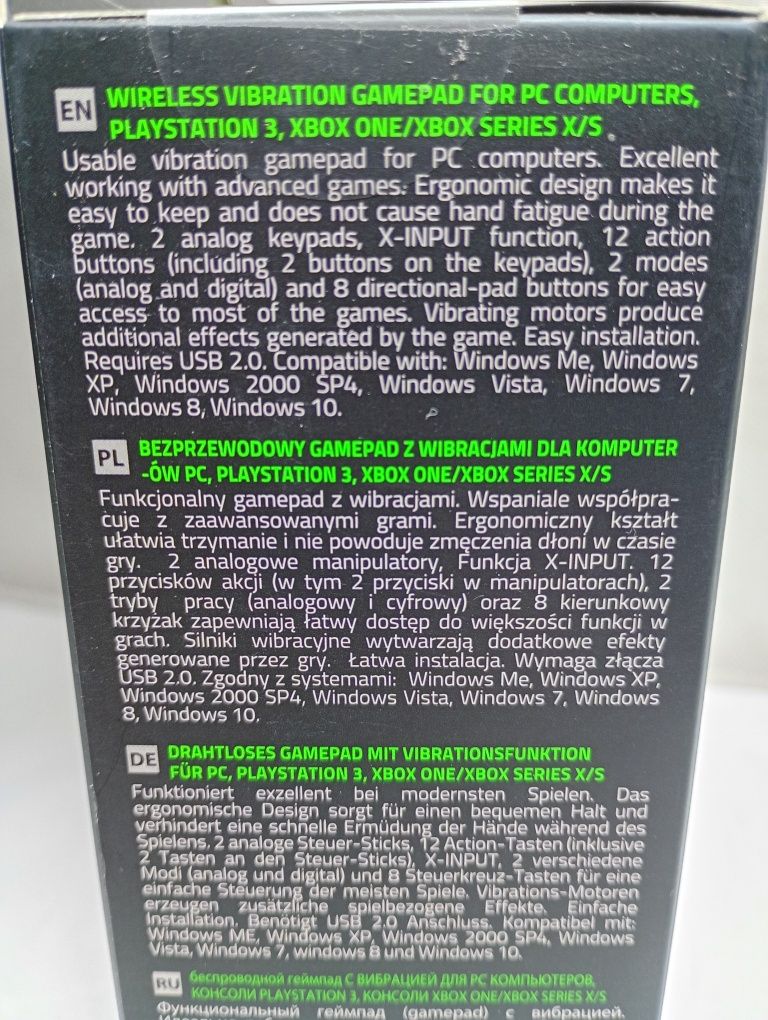 EN WIRELESS VIBRATION GAMEPAD FOR PC COMPUTERS,
PLAYSTATION 3, XBOX ONE/XBOX SERIES X/S
Usable vibration gamepad for PC computers. Excellent
working with advanced games. Ergonomic design makes it
easy to keep and does not cause hand fatigue during the
game. 2 analog keypads, X-INPUT function, 12 action
buttons (including 2 buttons on the keypads), 2 modes
(analog and digital) and 8 directional-pad buttons for easy
access to most of the games. Vibrating motors produce
additional effects generated by the game. Easy installation.
Requires USB 2.0. Compatible with: Windows Me, Windows
XP, Windows 2000 SP4, Windows Vista, Windows 7,
Windows 8, Windows 10.
PL BEZPRZEWODOWY GAMEPAD Z WIBRACJAMI DLA KOMPUTER
-ÓW PC, PLAYSTATION 3, XBOX ONE/XBOX SERIES X/S
Funkcjonalny gamepad z wibracjami. Wspaniale współpra-
cuje z zaawansowanymi grami. Ergonomiczny kształt
ułatwia trzymanie i nie powoduje zmęczenia dłoni w czasie
gry. 2 analogowe manipulatory, Funkcja X-INPUT. 12
przycisków akcji (w tym 2 przyciski w manipulatorach), 2
tryby pracy (analogowy i cyfrowy) oraz 8 kierunkowy
krzyżak zapewniają łatwy dostęp do większości funkcji w
grach. Silniki wibracyjne wytwarzają dodatkowe efekty
generowane przez gry. Łatwa instalacja. Wymaga złącza
USB 2.0. Zgodny z systemami: Windows Me, Windows XP,
Windows 2000 SP4, Windows Vista, Windows 7, Windows
8, Windows 10.
DE DRAHTLOSES GAMEPAD MIT VIBRATIONSFUNKTION
FÜR PC, PLAYSTATION 3, XBOX ONE/XBOX SERIES X/S
Funktioniert exzellent bei modernsten Spielen. Das
ergonomische Design sorgt für einen bequemen Halt und
verhindert eine schnelle Ermüdung der Hände während des
Spielens, 2 analoge Steuer-Sticks, 12 Action-Tasten (inklusive
2 Tasten an den Steuer-Sticks), X-INPUT, 2 verschiedene
Modi (analog und digital) und 8 Steuerkreuz-Tasten für eine
einfache Steuerung der meisten Spiele. Vibrations-Motoren
erzeugen zusätzliche spielbezogene Effekte. Einfache
Installation. Benötigt USB 2.0 Anschluss. Kompatibel mit:
Windows ME, Windows XP, Windows 2000 SP4, Windows
Vista, Windows 7, windows 8 und Windows 10.
RU беспроводной геймпад С ВИБРАЦИЕЙ ДЛЯ PC КОМПЬЮТЕРОВ,
КОНСОЛИ PLAYSTATION 3, КОНСОЛИ XBOX ONE/XBOX SERIES X/S
Функциональный геймпад (gamepad) с вибрацией.